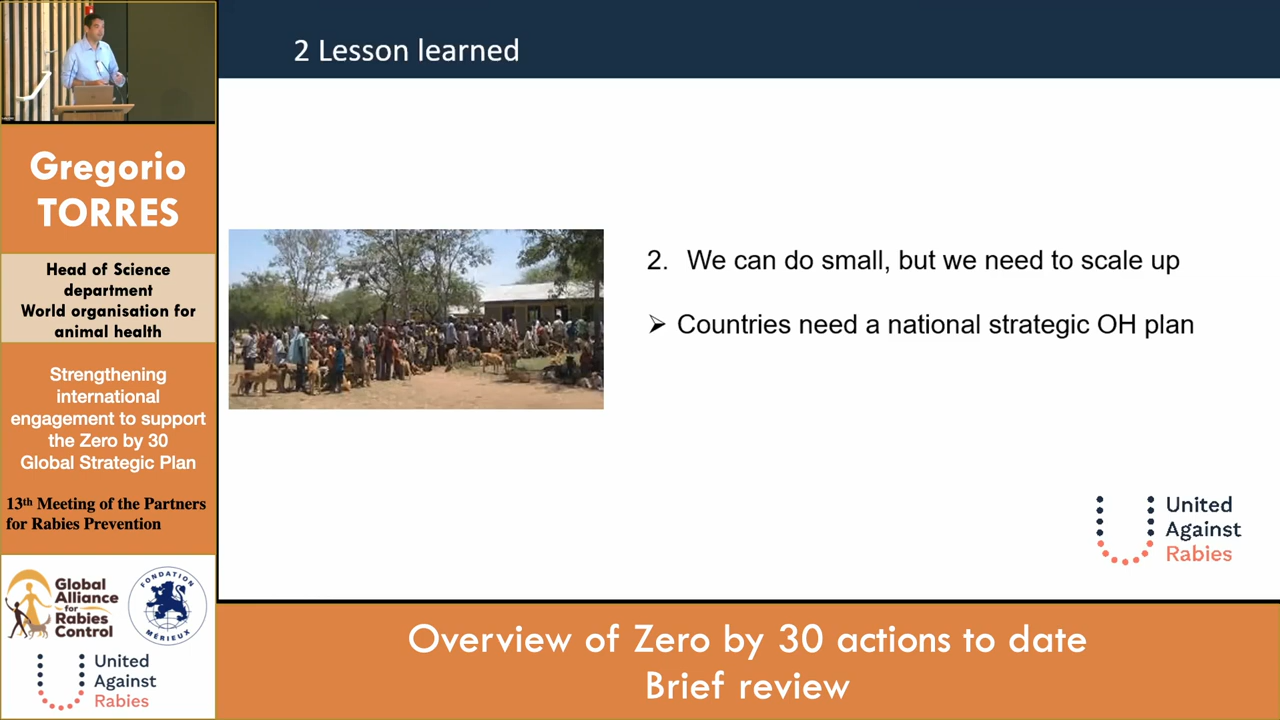 2 Lesson learned
Gregorio
TORRES
Head of Science
department
World organisation for
animal health
Strengthening
international
engagement to support
the Zero by 30
Global Strategic Plan
13th Meeting of the Partners
for Rabies Prevention
Global
Alliance
for
Rabies
Control
FONDATION
MÉRIEUX
United
Against
Rabies
2. We can do small, but we need to scale up
➢ Countries need a national strategic OH plan
United
Against
Rabies
Overview of Zero by 30 actions to date
Brief review